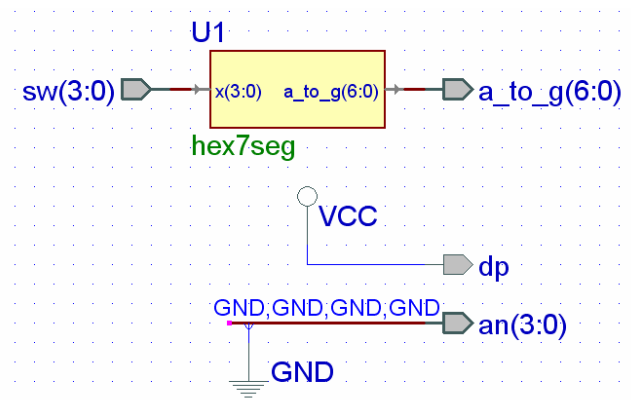 U1
sw(3:0)
x(3:0)
a_to_g(6:0)
a_to_g(6:0)
hex7seg
VCC
dp
GND,GND,GND,GND
an(3:0)
GND